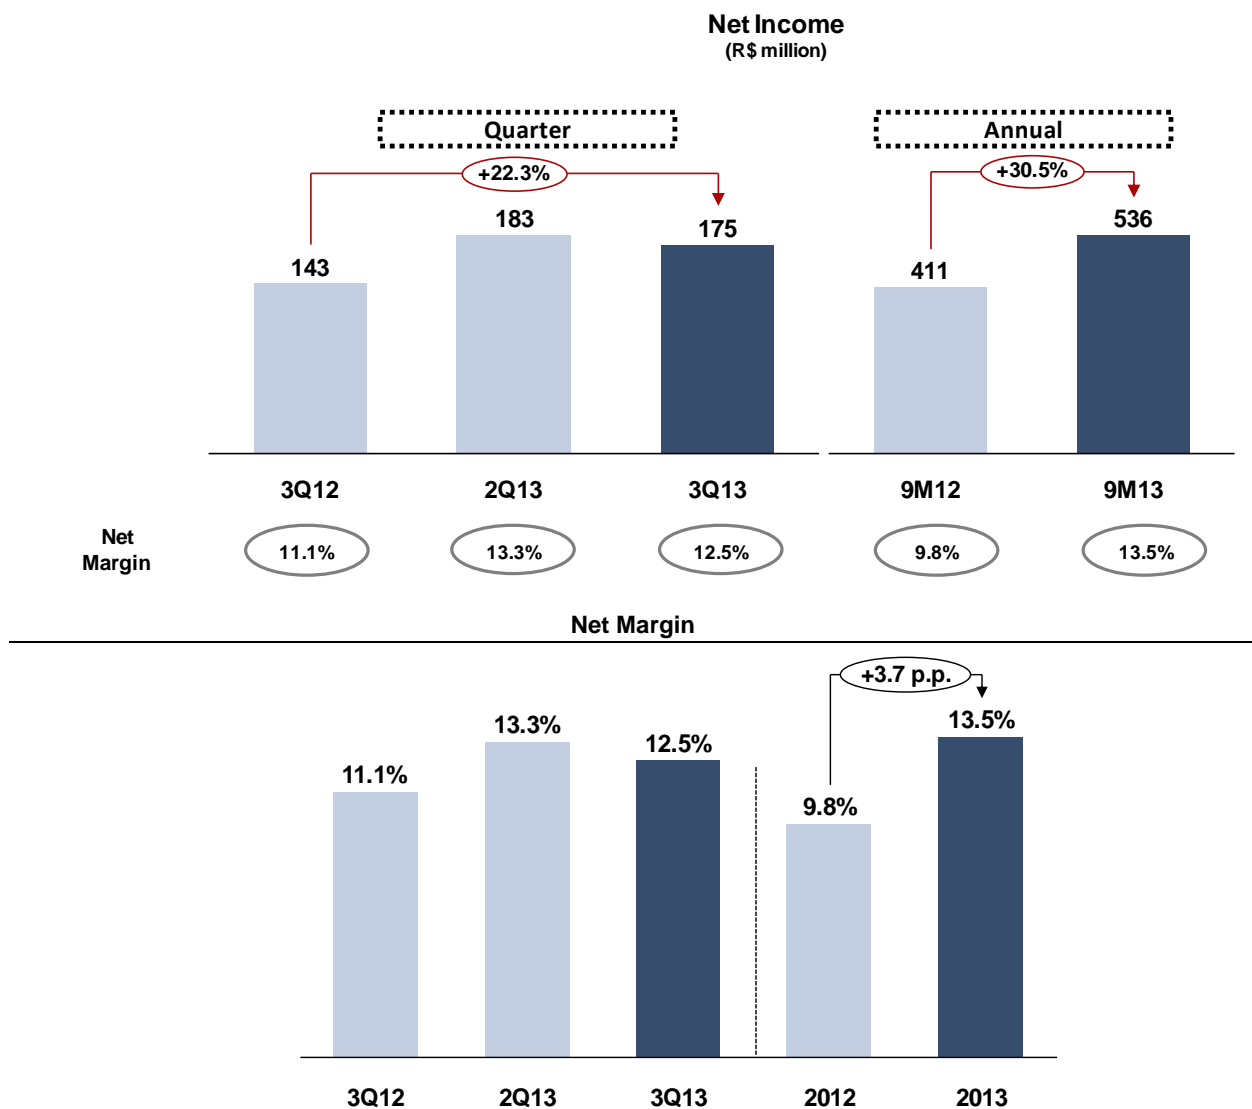 Net Income
(R$ million)
Quarter
Annual
+22.3%
+30.5%
143
183
175
411
536
3Q12
2Q13
3Q13
9M12
9M13
Net
Margin
11.1%
13.3%
12.5%
9.8%
13.5%
Net Margin
+3.7 p.p.
11.1%
13.3%
12.5%
9.8%
13.5%
3Q12
2Q13
3Q13
2012
2013